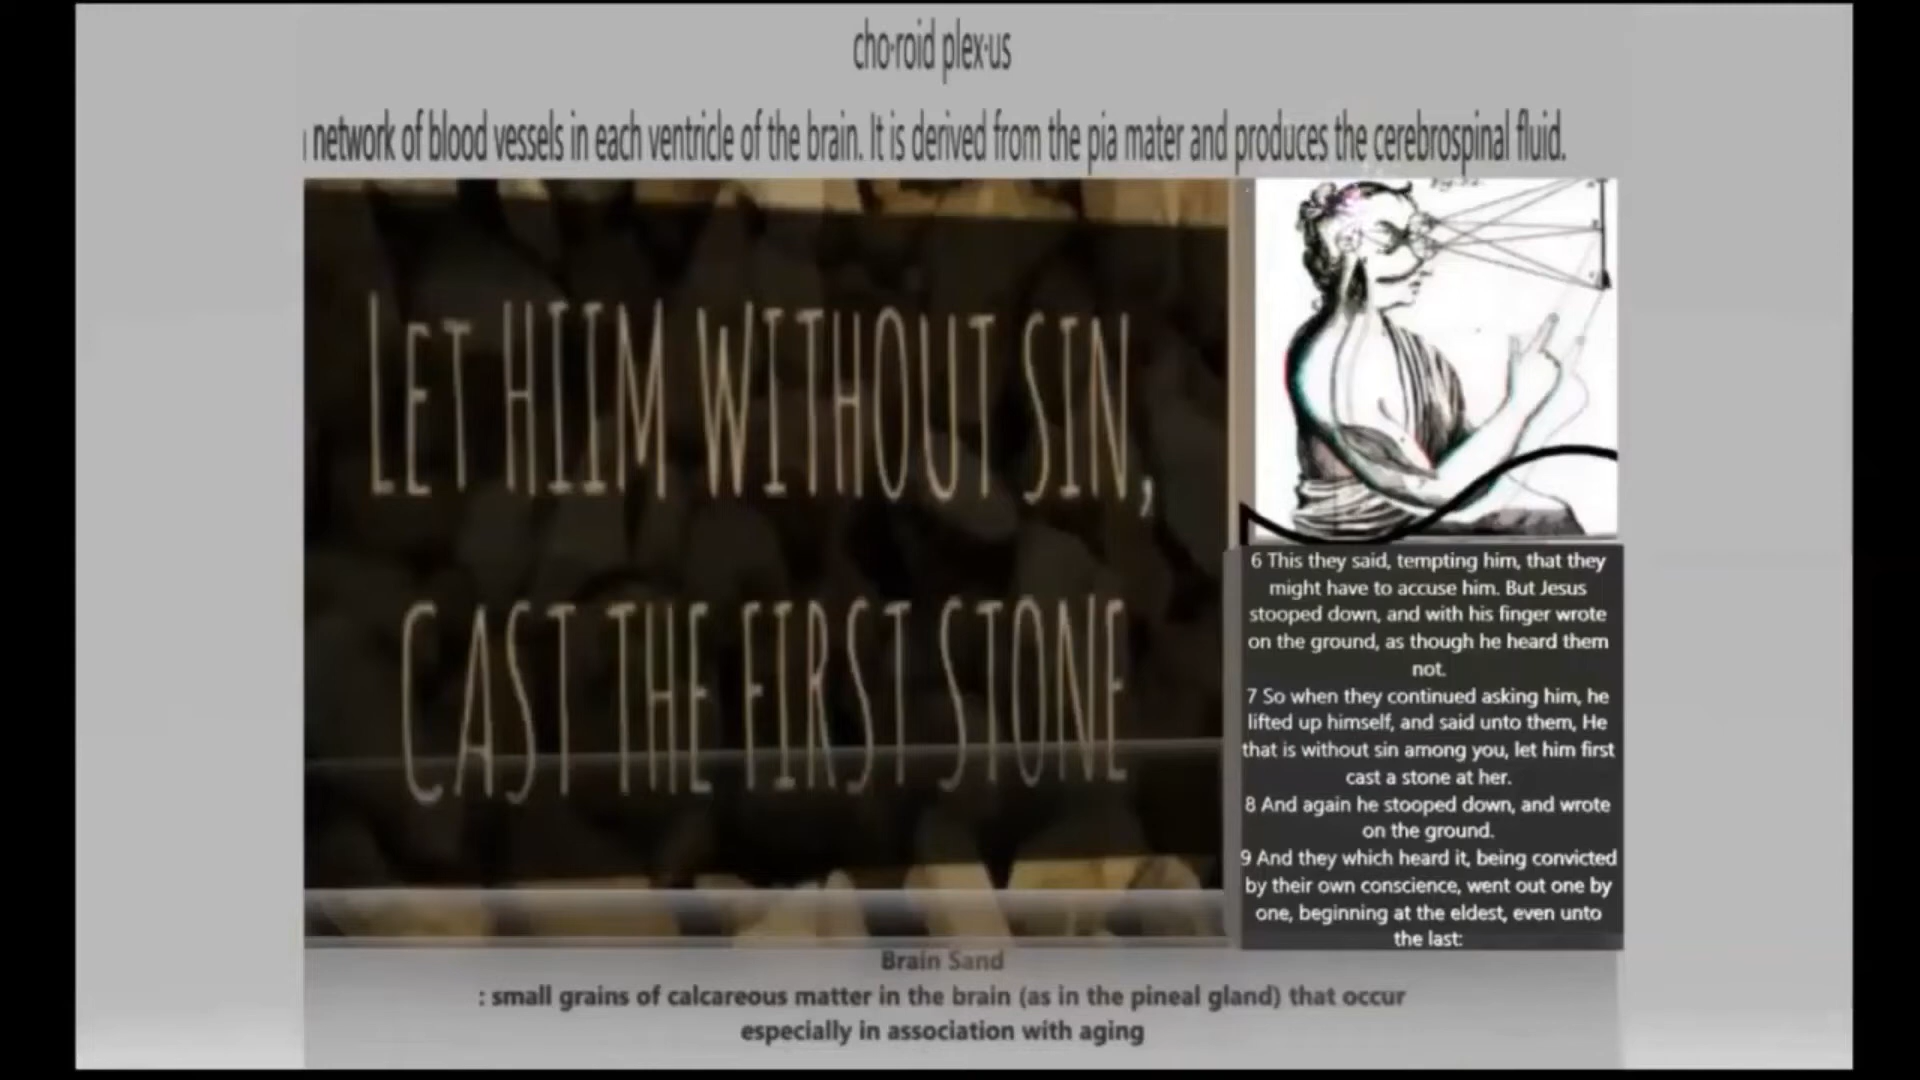 cho·roid plex·us
network of blood vessels in each ventricle of the brain. It is derived from the pia mater and produces the cerebrospinal fluid.
LET HIIM WITHOUT SIN,
CAST THE FIRST STONE
6 This they said, tempting him, that they
might have to accuse him. But Jesus
stooped down, and with his finger wrote
on the ground, as though he heard them
not.
7 So when they continued asking him, he
lifted up himself, and said unto them, He
that is without sin among you, let him first
cast a stone at her.
8 And again he stooped down, and wrote
on the ground.
9 And they which heard it, being convicted
by their own conscience, went out one by
one, beginning at the eldest, even unto
the last:
Brain Sand
: small grains of calcareous matter in the brain (as in the pineal gland) that occur
especially in association with aging